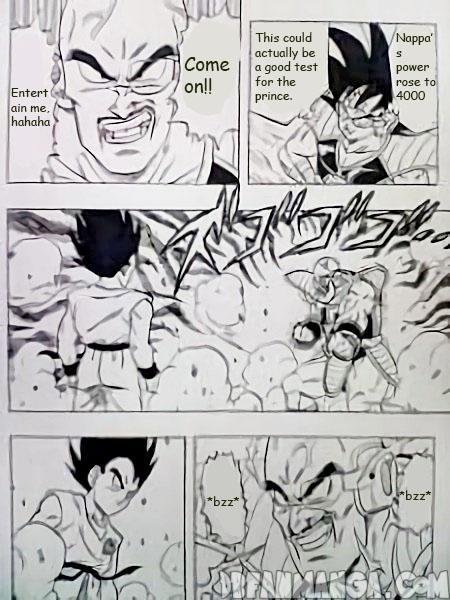 Entert
ain me.
hahaha
Come
on!!
This could
actually be
a good test
for the
prince.
Nappa'
s
power
rose to
4000
*bzz*
*bzz*
DREAMMANGA.COM